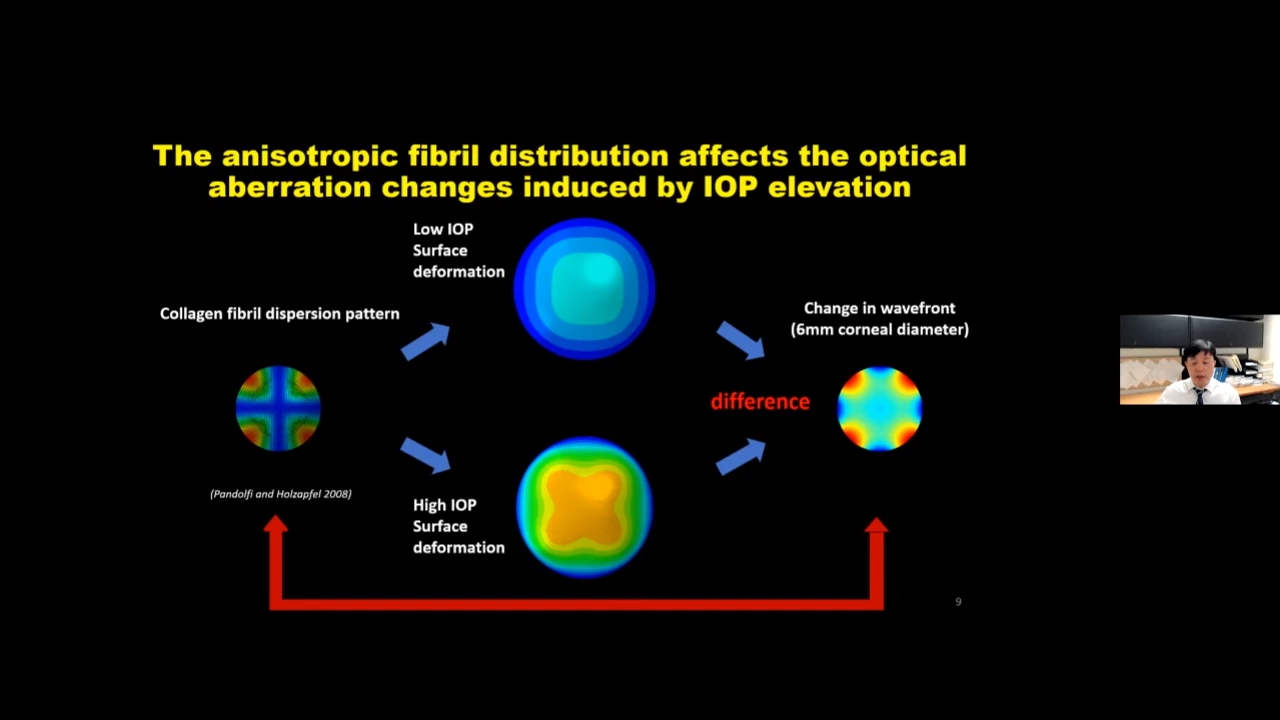 The anisotropic fibril distribution affects the optical
aberration changes induced by IOP elevation
Low IOP
Surface
deformation
Collagen fibril dispersion pattern
Change in wavefront
(6mm corneal diameter)
difference
(Pandolfi and Holzapfel 2008)
High IOP
Surface
deformation
9